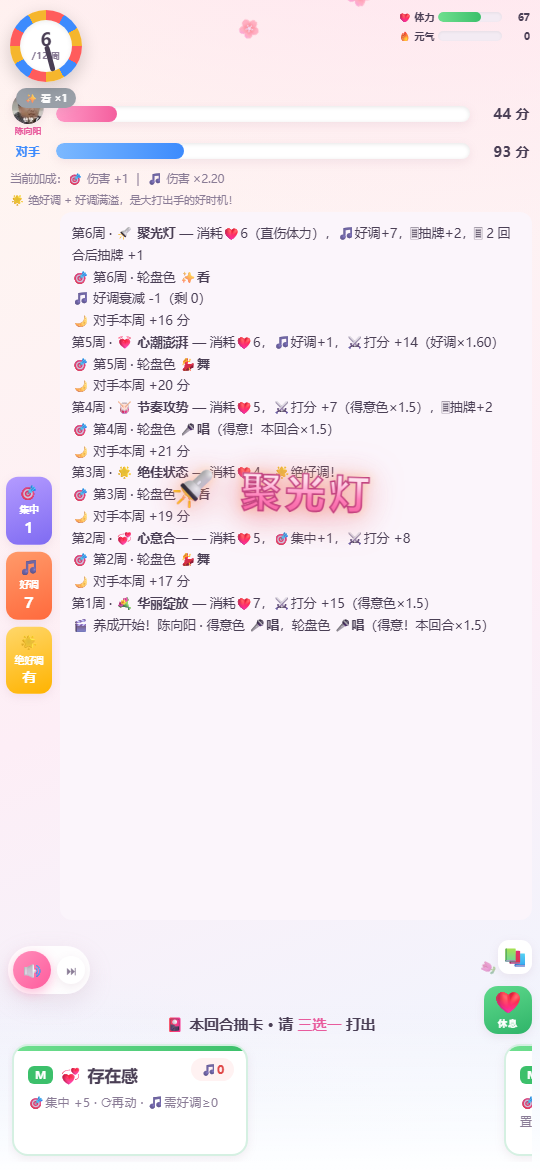 6
/12周
体力 67
元气 0
看 ×1
陈向阳 44 分
对手 93 分
当前加成: 伤害 +1 | 伤害 ×2.20
绝好调 + 好调满溢,是大打出手的好时机!
第6周 · 聚光灯 — 消耗6(直伤体力), 好调+7, 抽牌+2, 2 回
合后抽牌 +1
第6周 · 轮盘色 看
好调衰减 -1(剩 0)
对手本周 +16 分
第5周 · 心潮澎湃 — 消耗6, 好调+1, 打分 +14(好调×1.60)
第5周 · 轮盘色 舞
对手本周 +20 分
第4周 · 节奏攻势 — 消耗5, 打分 +7(得意色×1.5), 抽牌+2
第4周 · 轮盘色 唱(得意!本回合×1.5)
对手本周 +21 分
第3周 · 绝佳状态 — 消耗4, 绝好调!
第3周 · 轮盘色 看
聚光灯
对手本周 +19 分
第2周 · 心意合一 — 消耗5, 集中+1, 打分 +8
第2周 · 轮盘色 舞
对手本周 +17 分
第1周 · 华丽绽放 — 消耗7, 打分 +15(得意色×1.5)
养成开始!陈向阳 · 得意色 唱,轮盘色 唱(得意!本回合×1.5)
集中
1
好调
7
绝好调
有
休息
本回合抽卡 • 请 三选一 打出
M 存在感 0
集中 +5 · 再动 · 需好调≥0
置